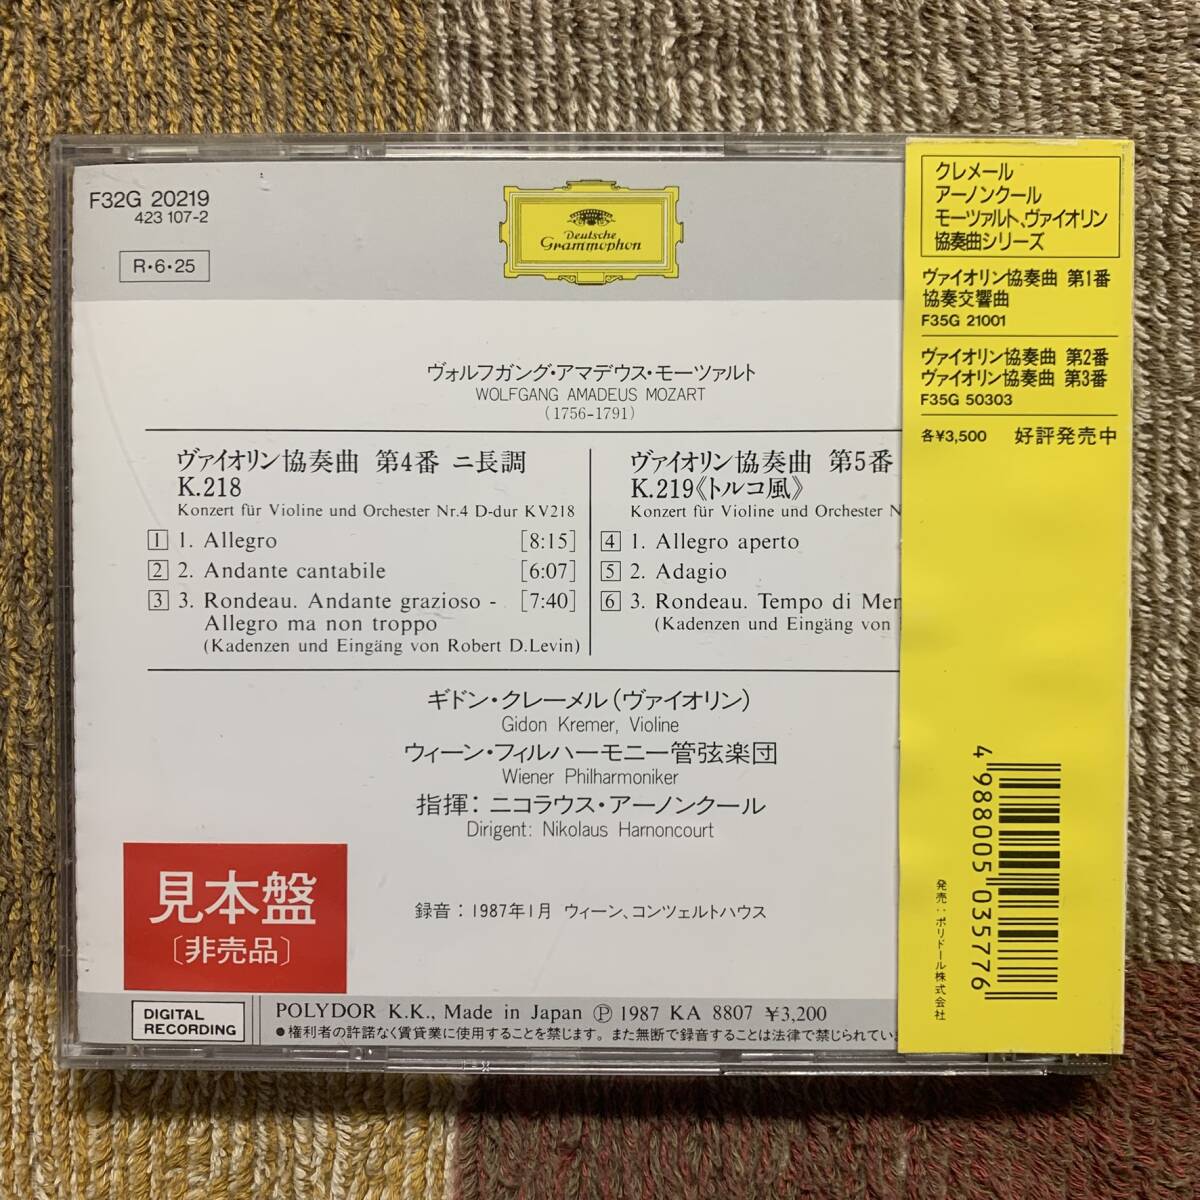 F32G 20219
423 107-2
R・6・25
Deutsche
Grammophon
ヴォルフガング・アマデウス・モーツァルト
WOLFGANG AMADEUS MOZART
(1756-1791)
ヴァイオリン協奏曲 第4番 ニ長調
K.218
Konzert für Violine und Orchester Nr.4 D-dur KV218
1 1. Allegro [8:15]
2 2. Andante cantabile [6:07]
3 3. Rondeau. Andante grazioso - [7:40]
Allegro ma non troppo
(Kadenzen und Eingäng von Robert D.Levin)
ヴァイオリン協奏曲 第5番
K.219《トルコ風》
Konzert für Violine und Orchester N
4 1. Allegro aperto
5 2. Adagio
6 3. Rondeau. Tempo di Men
(Kadenzen und Eingäng von
ギドン・クレーメル(ヴァイオリン)
Gidon Kremer, Violine
ウィーン・フィルハーモニー管弦楽団
Wiener Philharmoniker
指揮: ニコラウス・アーノンクール
Dirigent: Nikolaus Harnoncourt
録音:1987年1月 ウィーン、コンツェルトハウス
見本盤
〔非売品〕
DIGITAL
RECORDING
POLYDOR K.K., Made in Japan Ⓟ 1987 KA 8807 ¥3,200
●権利者の許諾なく賃貸業に使用することを禁じます。また無断で録音することは法律で禁じられてい
クレメール
アーノンクール
モーツァルト、ヴァイオリン
協奏曲シリーズ
ヴァイオリン協奏曲 第1番
協奏交響曲
F35G 21001
ヴァイオリン協奏曲 第2番
ヴァイオリン協奏曲 第3番
F35G 50303
各¥3,500 好評発売中
4 988005 035776
発売:ポリドール株式会社